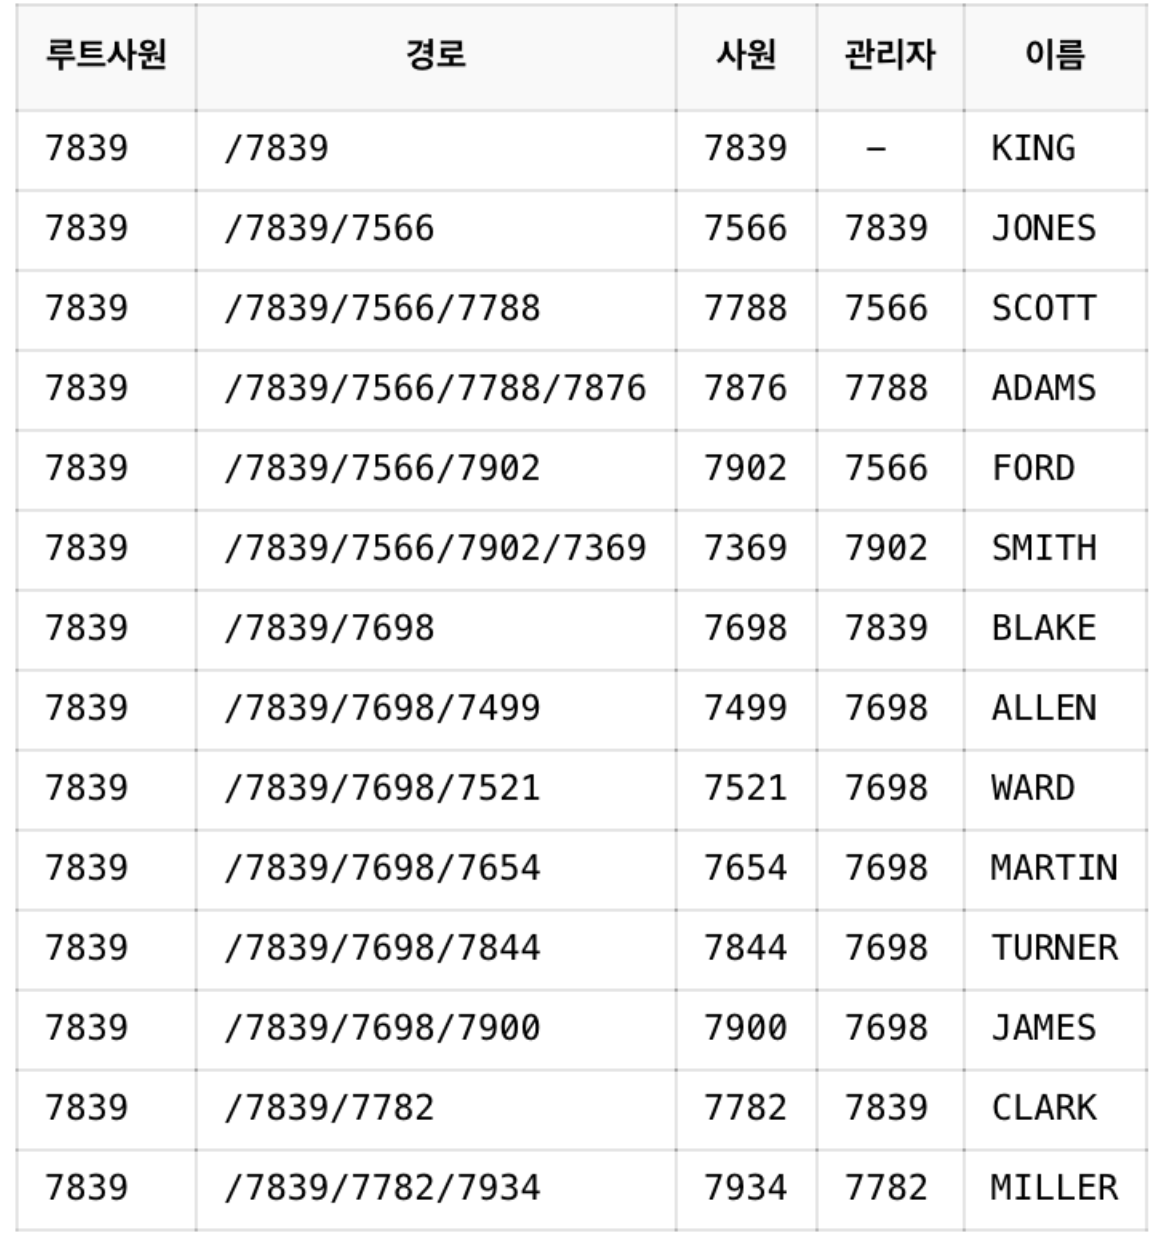 루트사원 경로 사원 관리자 이름
7839 /7839 7839 – KING
7839 /7839/7566 7566 7839 JONES
7839 /7839/7566/7788 7788 7566 SCOTT
7839 /7839/7566/7788/7876 7876 7788 ADAMS
7839 /7839/7566/7902 7902 7566 FORD
7839 /7839/7566/7902/7369 7369 7902 SMITH
7839 /7839/7698 7698 7839 BLAKE
7839 /7839/7698/7499 7499 7698 ALLEN
7839 /7839/7698/7521 7521 7698 WARD
7839 /7839/7698/7654 7654 7698 MARTIN
7839 /7839/7698/7844 7844 7698 TURNER
7839 /7839/7698/7900 7900 7698 JAMES
7839 /7839/7782 7782 7839 CLARK
7839 /7839/7782/7934 7934 7782 MILLER